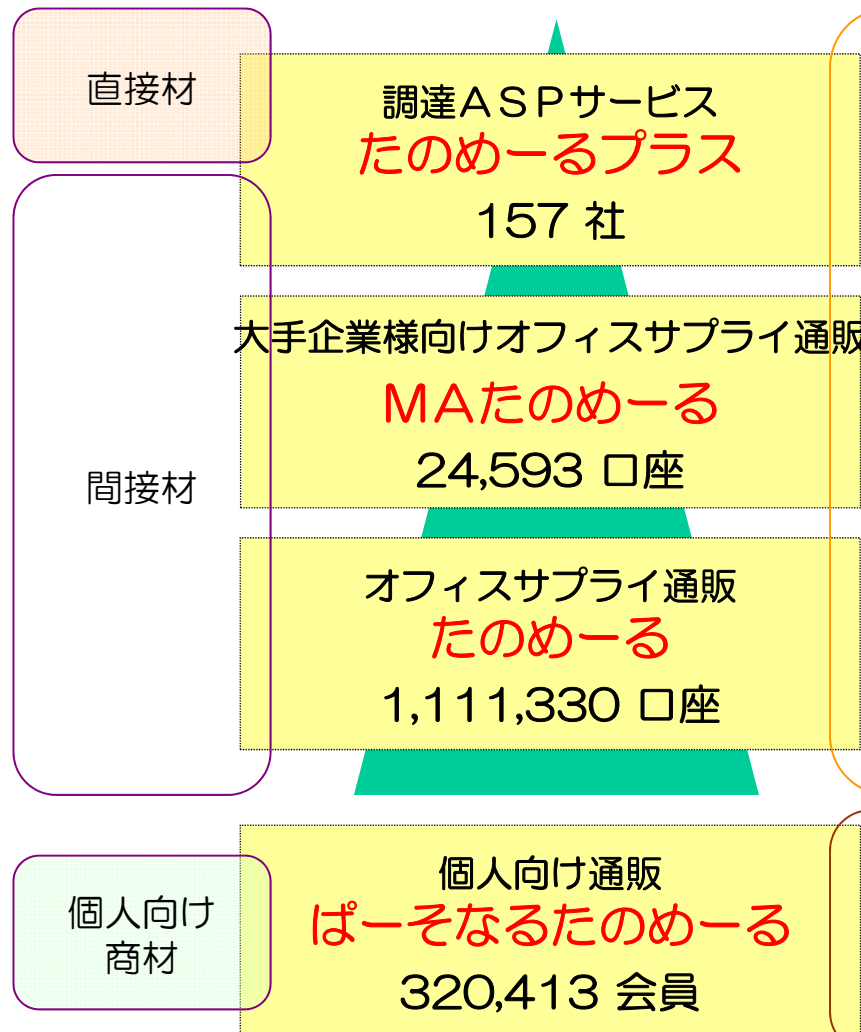 直接材
調達ＡＳＰサービス
たのめーるプラス
157 社
大手企業様向けオフィスサプライ通販
ＭＡたのめーる
24,593 口座
間接材
オフィスサプライ通販
たのめーる
1,111,330 口座
個人向け
商材
個人向け通販
ぱーそなるたのめーる
320,413 会員